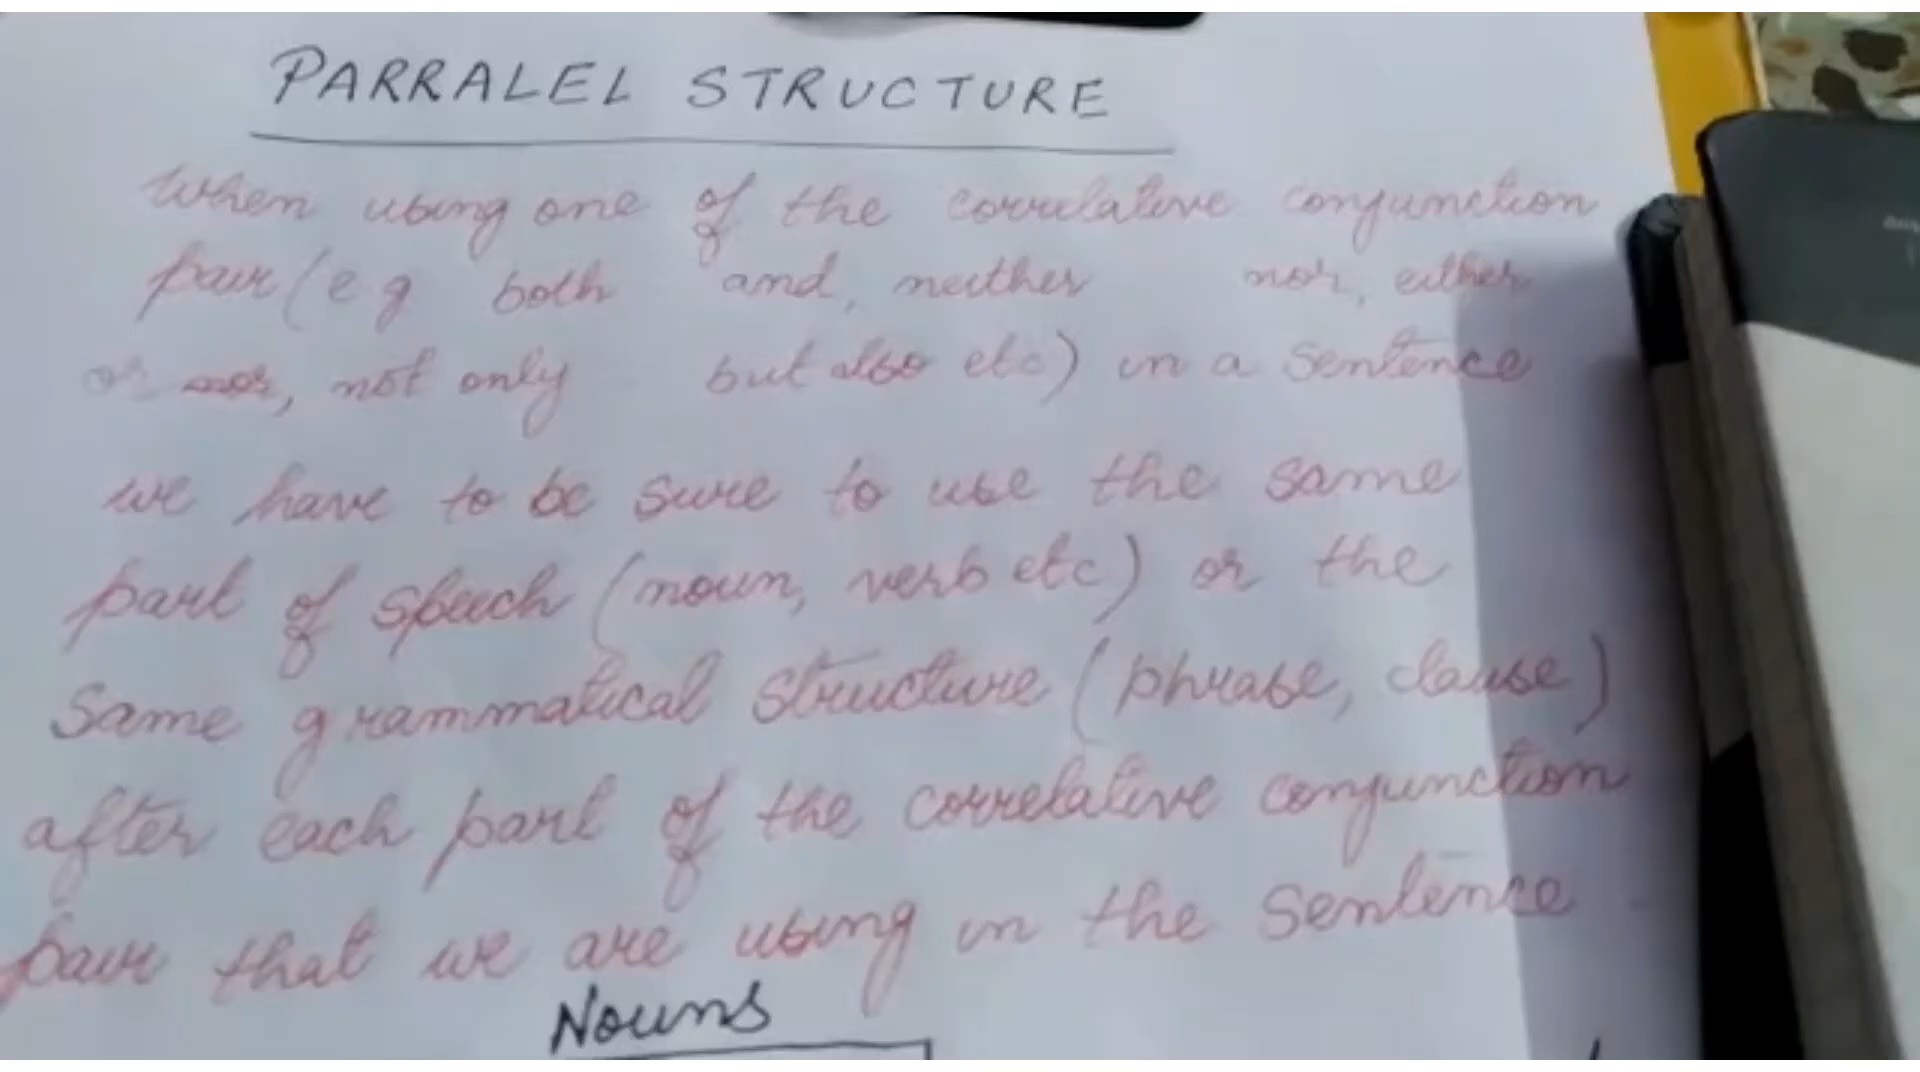 PARRALEL STRUCTURE
When using one of the correlative conjunction
pair (e g both and, neither nor, either
or nor, not only but also etc) in a Sentence
we have to be sure to use the same
part of speech (noun, verb etc) or the
Same grammatical Structure (phrase, clause)
after each part of the correlative conjunction
pair that we are using in the Sentence
Nouns